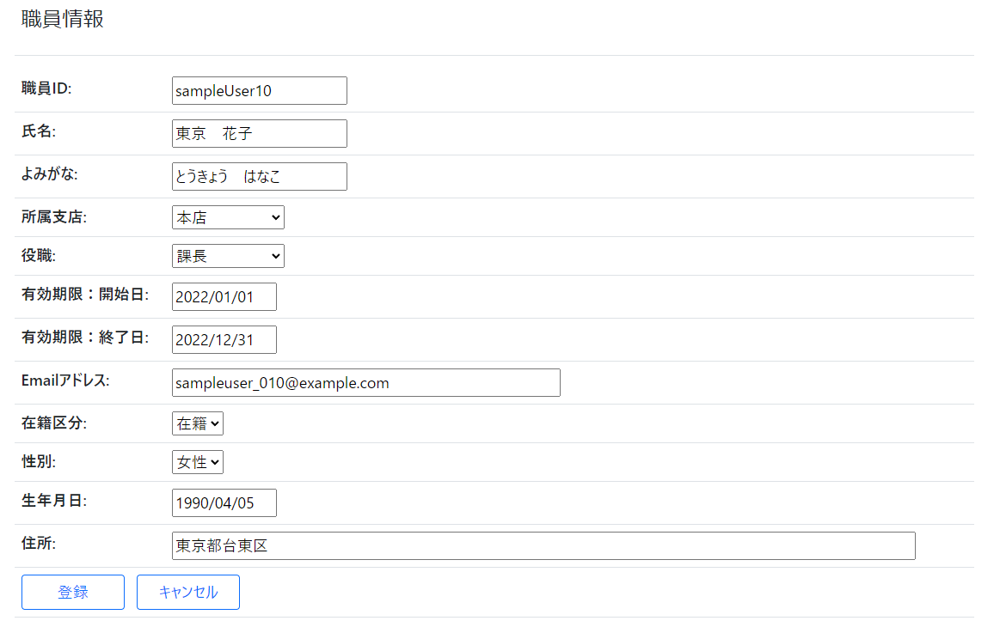 職員情報
職員ID: sampleUser10
氏名: 東京　花子
よみがな: とうきょう　はなこ
所属支店: 本店
役職: 課長
有効期限：開始日: 2022/01/01
有効期限：終了日: 2022/12/31
Emailアドレス: sampleuser_010@example.com
在籍区分: 在籍
性別: 女性
生年月日: 1990/04/05
住所: 東京都台東区
登録 キャンセル